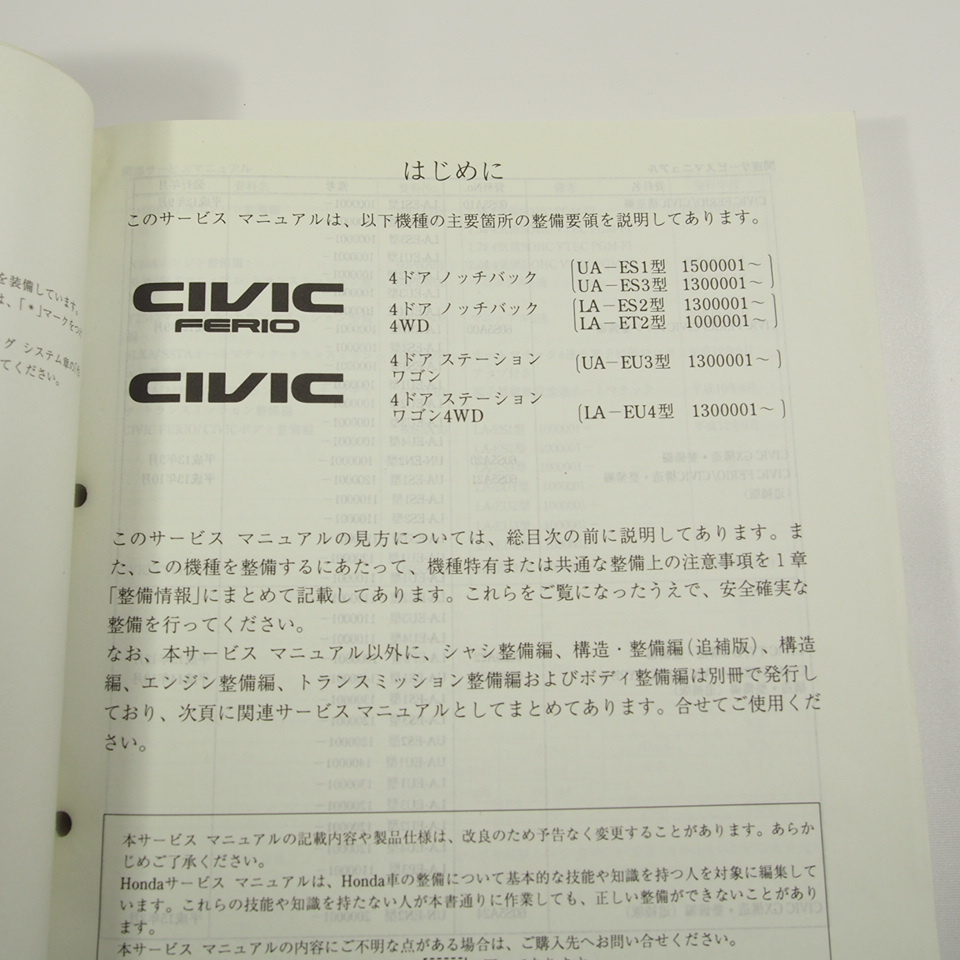 はじめに
このサービス マニュアルは、以下機種の主要箇所の整備要領を説明してあります。
CIVIC
FERIO
4ドア ノッチバック
UA－ES1型 1500001～
UA－ES3型 1300001～
4ドア ノッチバック
4WD
LA－ES2型 1300001～
LA－ET2型 1000001～
CIVIC
4ドア ステーション
ワゴン
UA－EU3型 1300001～
4ドア ステーション
ワゴン4WD
LA－EU4型 1300001～
このサービス マニュアルの見方については、総目次の前に説明してあります。ま
た、この機種を整備するにあたって、機種特有または共通な整備上の注意事項を1章
「整備情報」にまとめて記載してあります。これらをご覧になったうえで、安全確実な
整備を行ってください。
なお、本サービス マニュアル以外に、シャシ整備編、構造・整備編(追補版)、構造
編、エンジン整備編、トランスミッション整備編およびボディ整備編は別冊で発行し
ており、次頁に関連サービス マニュアルとしてまとめてあります。合せてご使用くだ
さい。
本サービス マニュアルの記載内容や製品仕様は、改良のため予告なく変更することがあります。あらか
じめご了承ください。
Hondaサービス マニュアルは、Honda車の整備について基本的な技能や知識を持つ人を対象に編集して
います。これらの技能や知識を持たない人が本書通りに作業しても、正しい整備ができないことがあり
ます。
本サービス マニュアルの内容にご不明な点がある場合は、ご購入先へお問い合せください。
を装備しています。
は、「*」マークをつ
グ システム車の
てください。